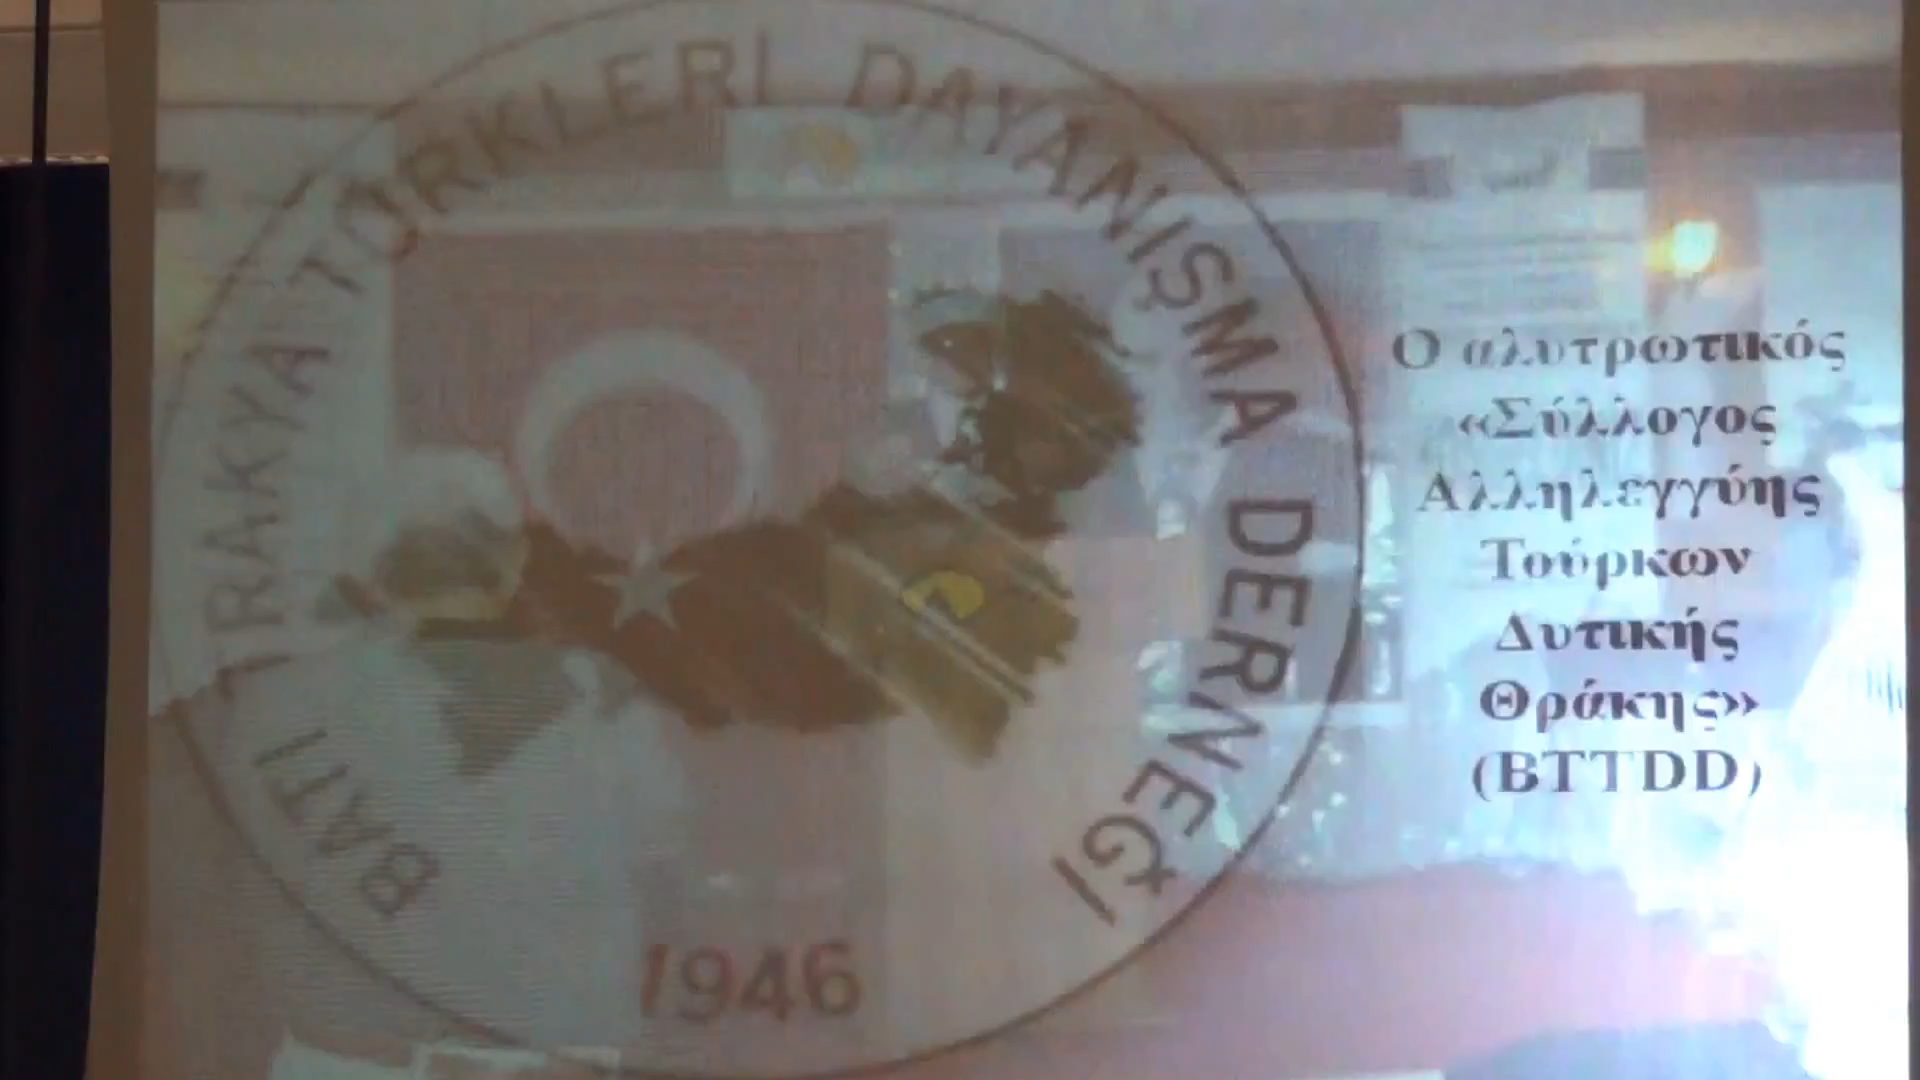 BATI TRAKYA TÜRKLERİ DAYANIŞMA DERNEĞİ
1946
Ο αλυτρωτικός
«Σύλλογος
Αλληλεγγύης
Τούρκων
Δυτικής
Θράκης»
(BTTDD)